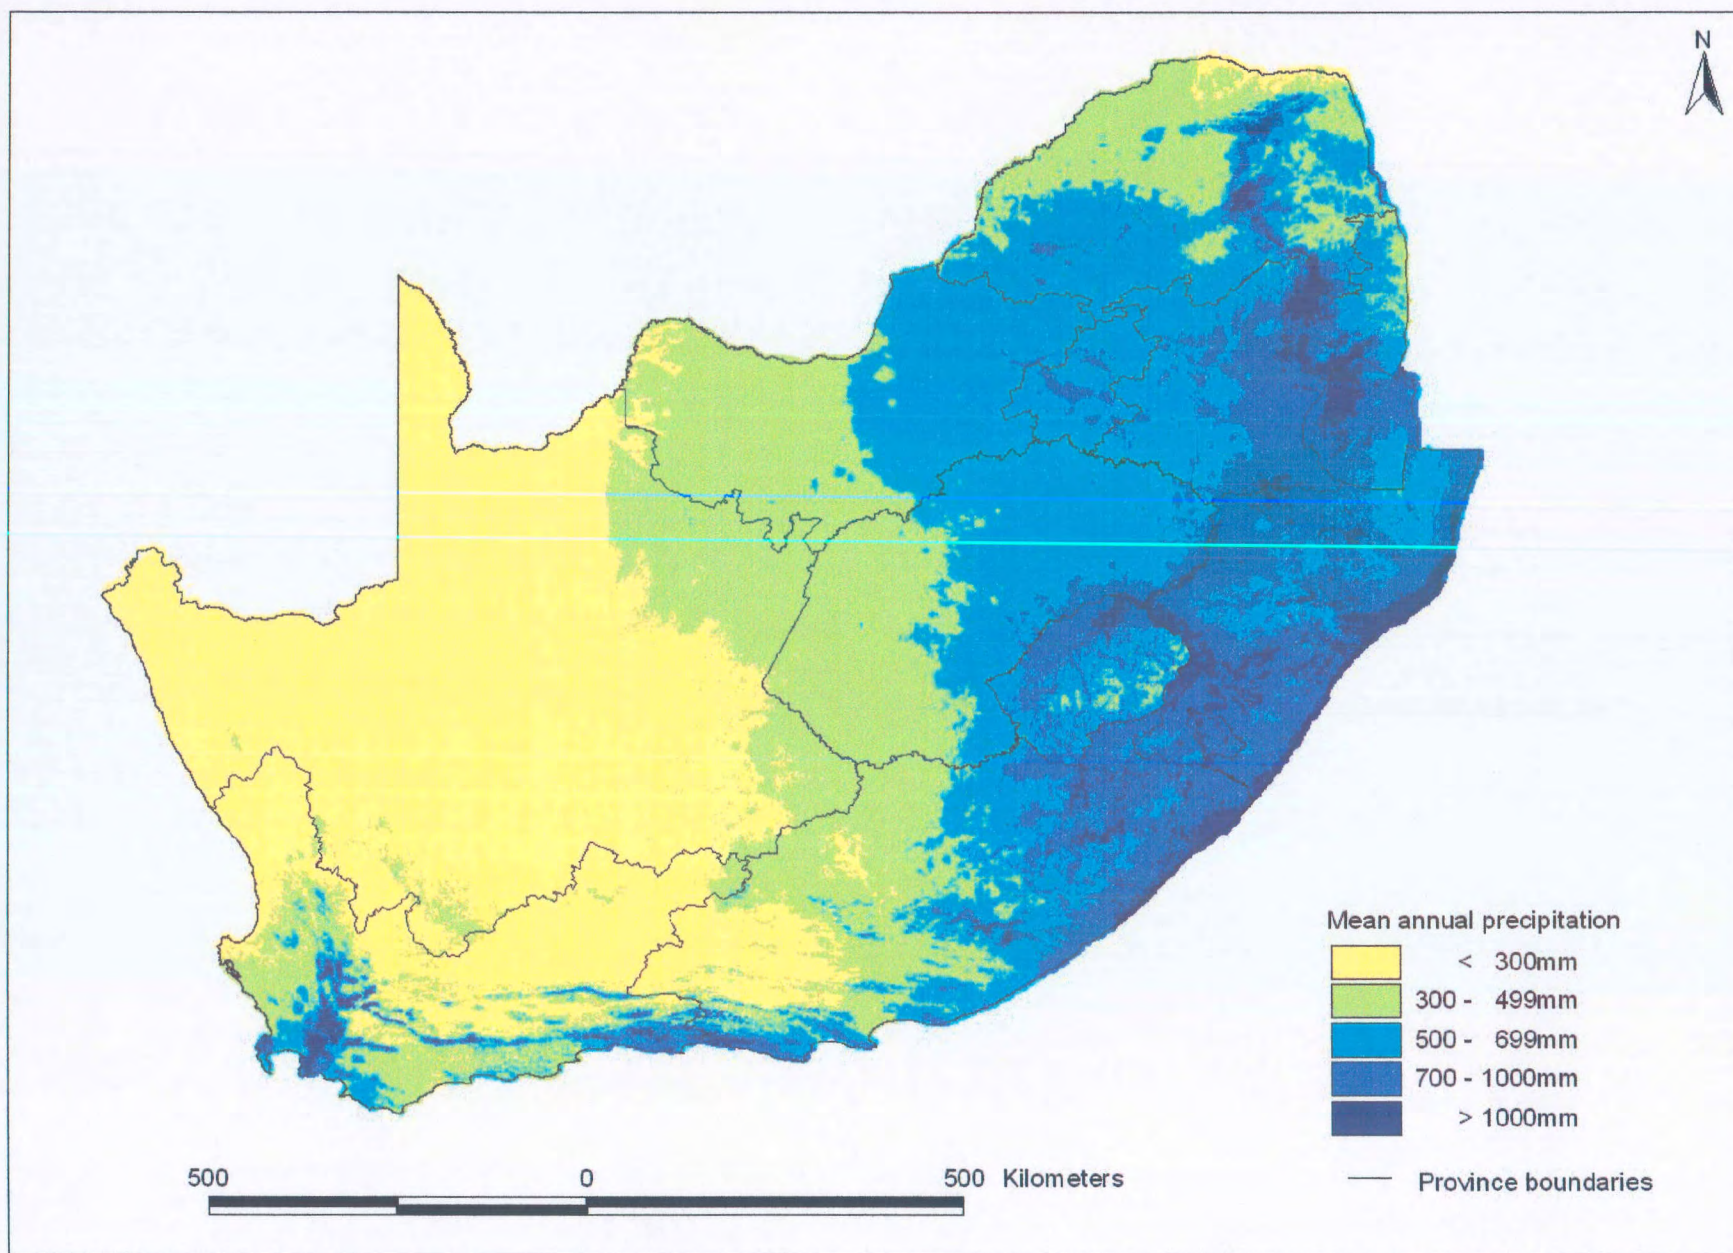 N
Mean annual precipitation
< 300mm
300 - 499mm
500 - 699mm
700 - 1000mm
> 1000mm
500 0 500 Kilometers
Province boundaries